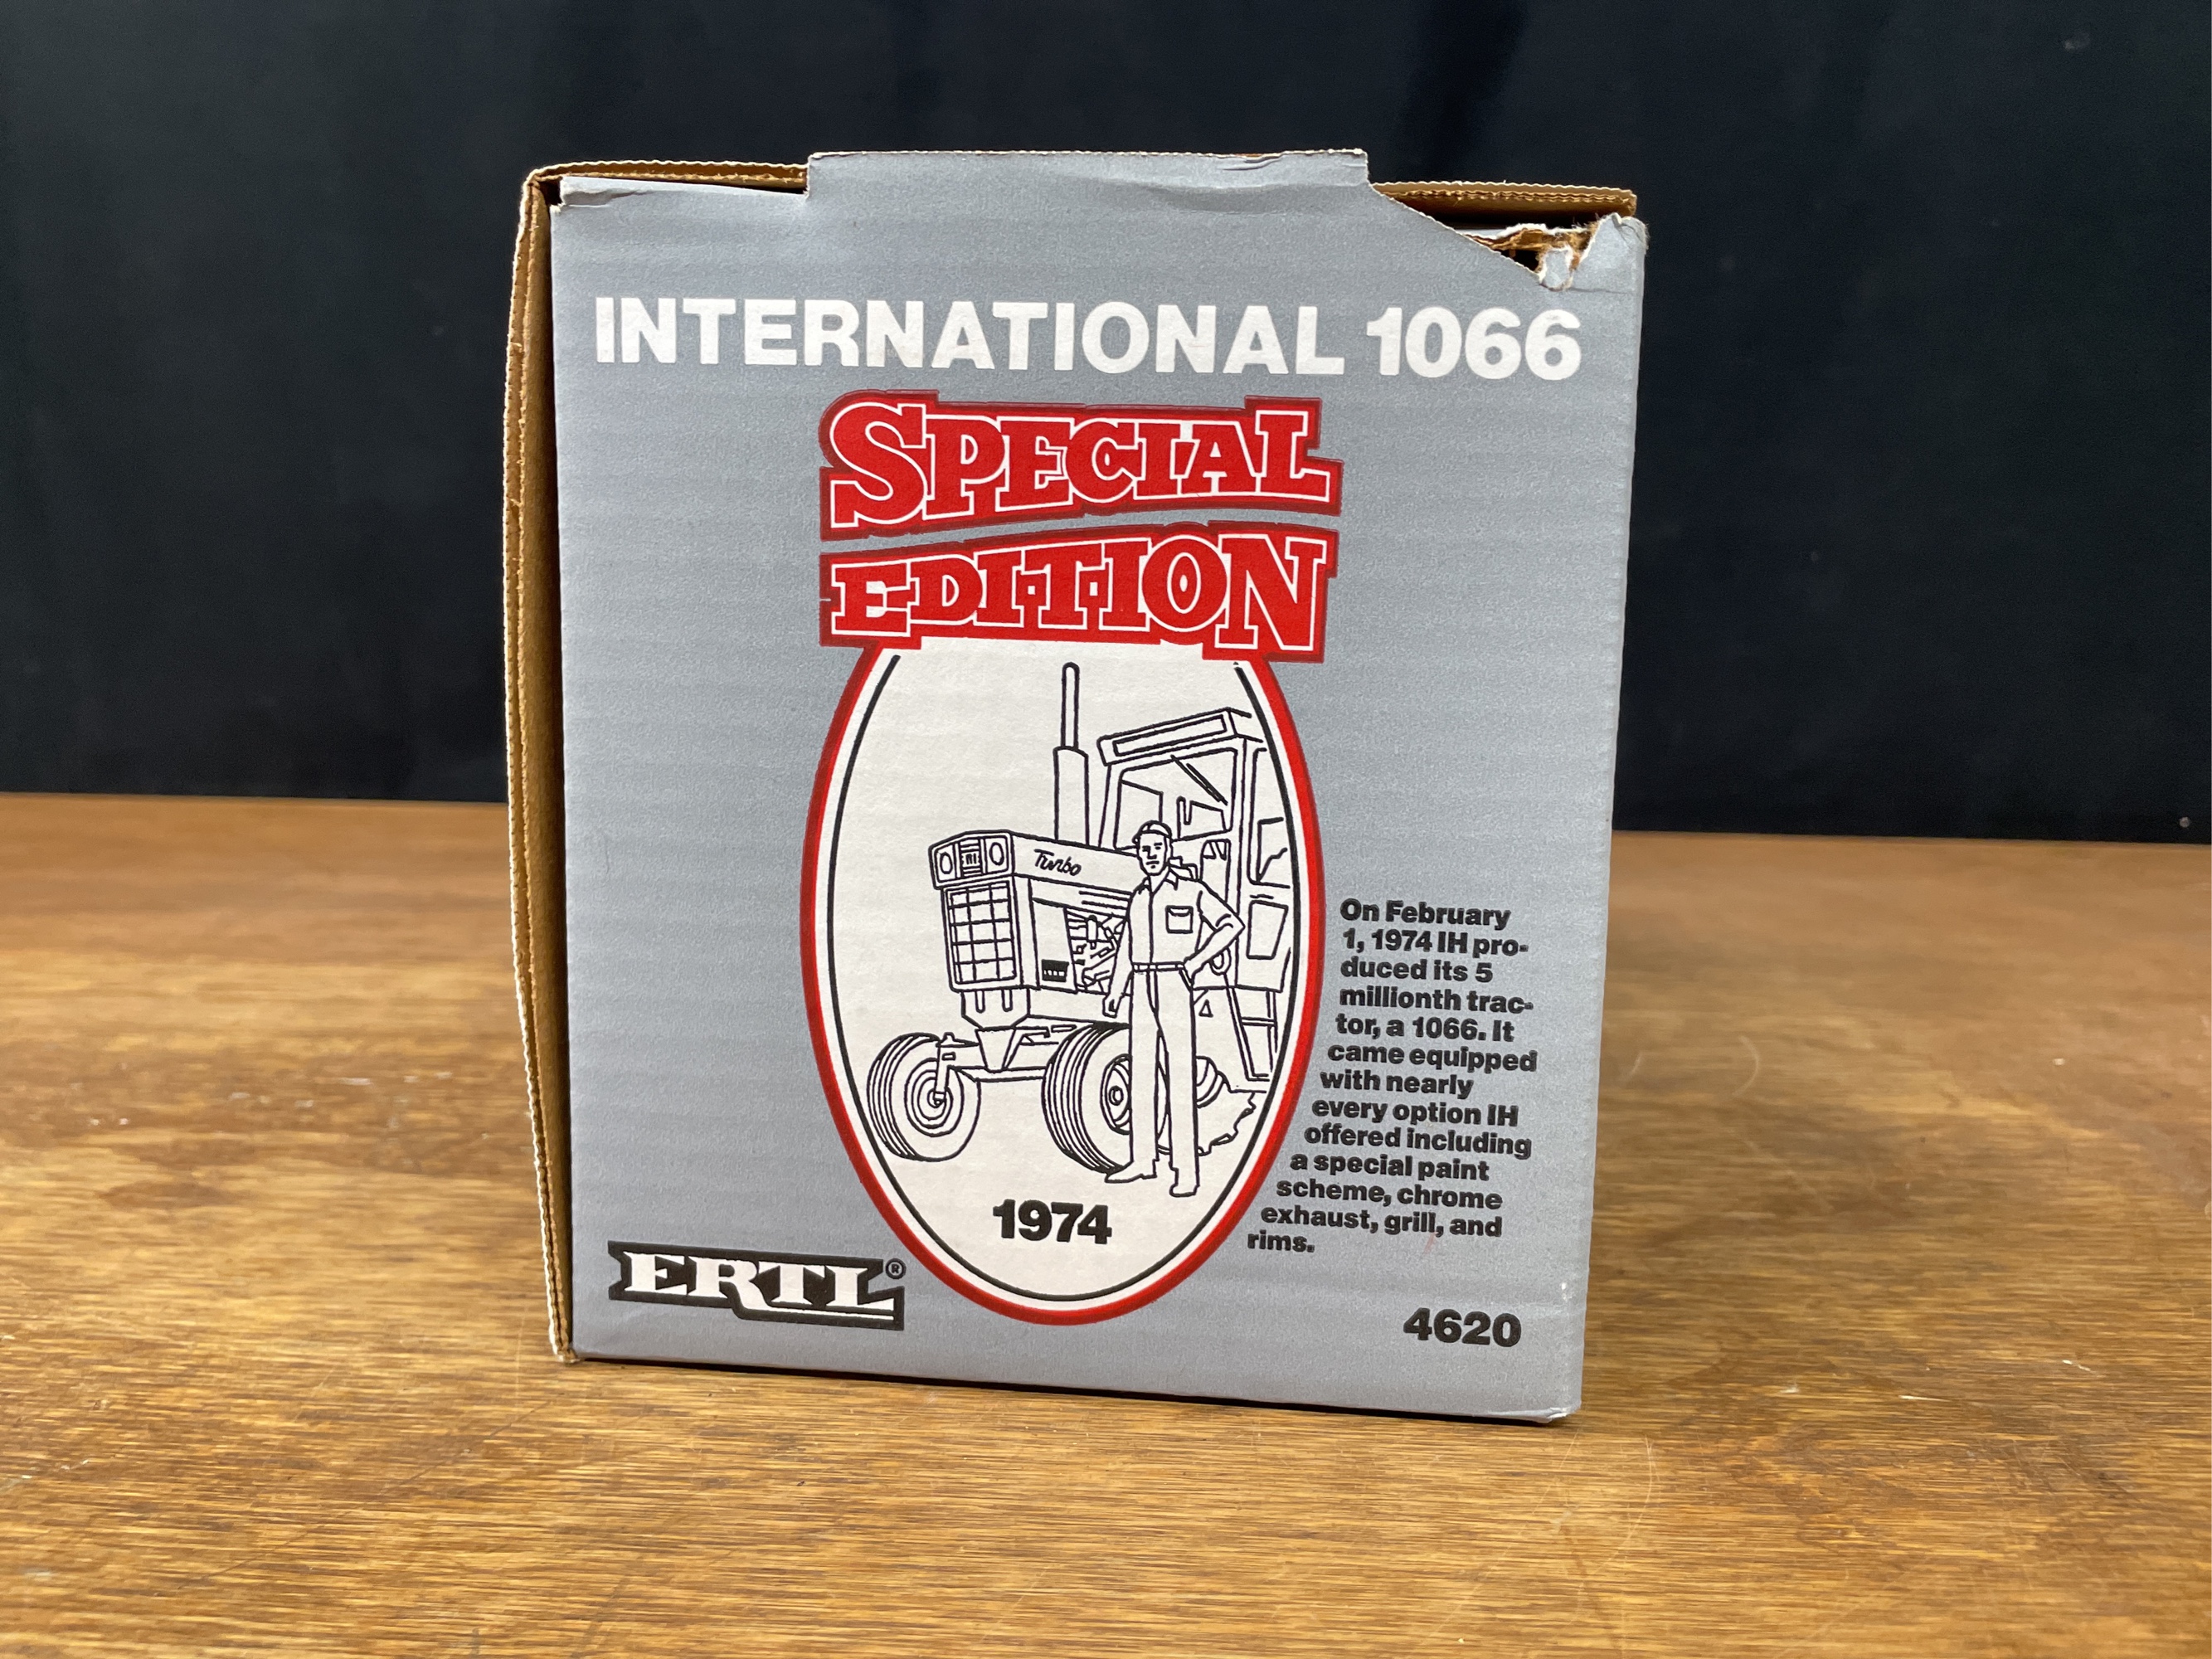 INTERNATIONAL 1066
SPECIAL
EDITION
Turbo
On February
1, 1974 IH pro-
duced its 5
millionth trac-
tor, a 1066. It
came equipped
with nearly
every option IH
offered including
a special paint
scheme, chrome
exhaust, grill, and
rims.
1974
ERTL®
4620